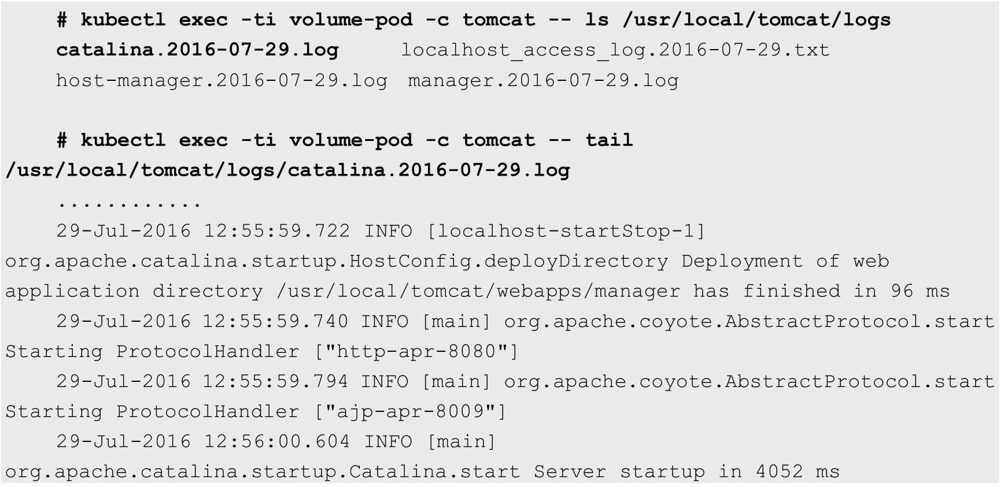 # kubectl exec -ti volume-pod -c tomcat -- ls /usr/local/tomcat/logs
catalina.2016-07-29.log localhost_access_log.2016-07-29.txt
host-manager.2016-07-29.log manager.2016-07-29.log
# kubectl exec -ti volume-pod -c tomcat -- tail
/usr/local/tomcat/logs/catalina.2016-07-29.log
............
29-Jul-2016 12:55:59.722 INFO [localhost-startStop-1]
org.apache.catalina.startup.HostConfig.deployDirectory Deployment of web
application directory /usr/local/tomcat/webapps/manager has finished in 96 ms
29-Jul-2016 12:55:59.740 INFO [main] org.apache.coyote.AbstractProtocol.start
Starting ProtocolHandler ["http-apr-8080"]
29-Jul-2016 12:55:59.794 INFO [main] org.apache.coyote.AbstractProtocol.start
Starting ProtocolHandler ["ajp-apr-8009"]
29-Jul-2016 12:56:00.604 INFO [main]
org.apache.catalina.startup.Catalina.start Server startup in 4052 ms